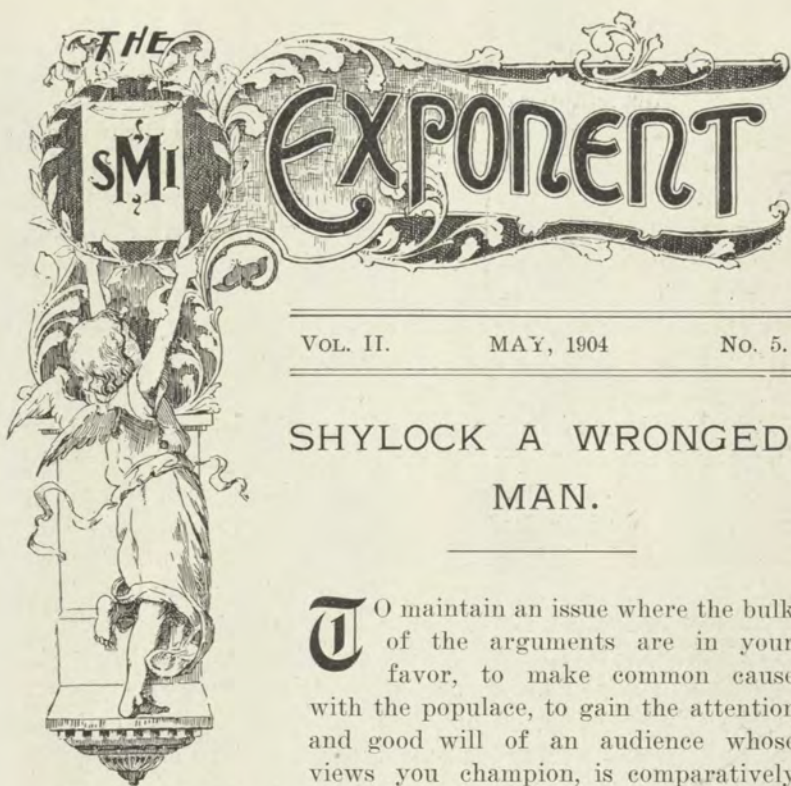 THE
SMI
EXPONENT
VOL. II. MAY, 1904 No. 5.
SHYLOCK A WRONGED
MAN.
TO maintain an issue where the bulk
of the arguments are in your
favor, to make common cause
with the populace, to gain the attention
and good will of an audience whose
views you champion, is comparatively